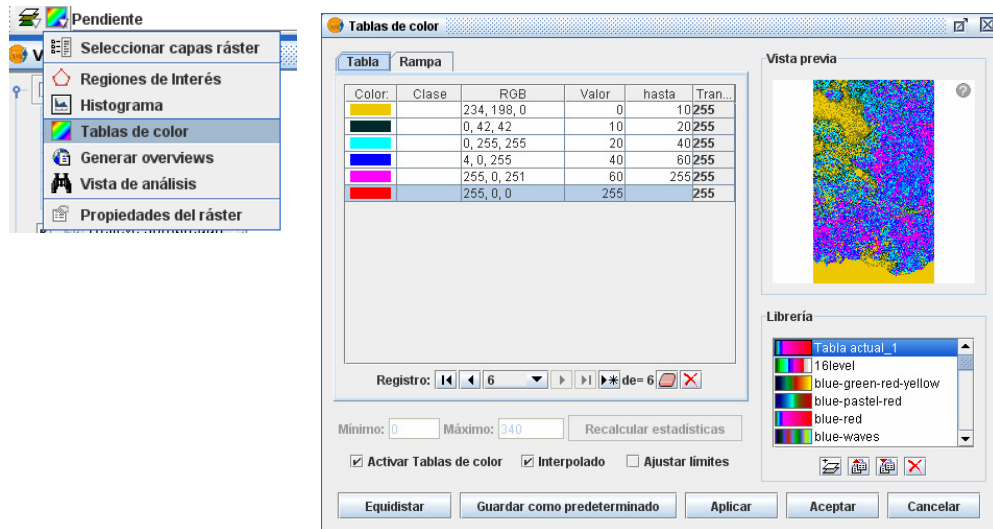 Pendiente
V
Seleccionar capas ráster
Regiones de Interés
Histograma
Tablas de color
Generar overviews
Vista de análisis
Propiedades del ráster
Tablas de color
Tabla Rampa
Color: Clase RGB Valor hasta Tran...
234, 198, 0 0 10 255
0, 42, 42 10 20 255
0, 255, 255 20 40 255
4, 0, 255 40 60 255
255, 0, 251 60 255 255
255, 0, 0 255 255
Registro: 6 de= 6
Mínimo: 0 Máximo: 340 Recalcular estadísticas
Activar Tablas de color Interpolado Ajustar límites
Vista previa
?
Librería
Tabla actual_1
16level
blue-green-red-yellow
blue-pastel-red
blue-red
blue-waves
Equidistar Guardar como predeterminado Aplicar Aceptar Cancelar